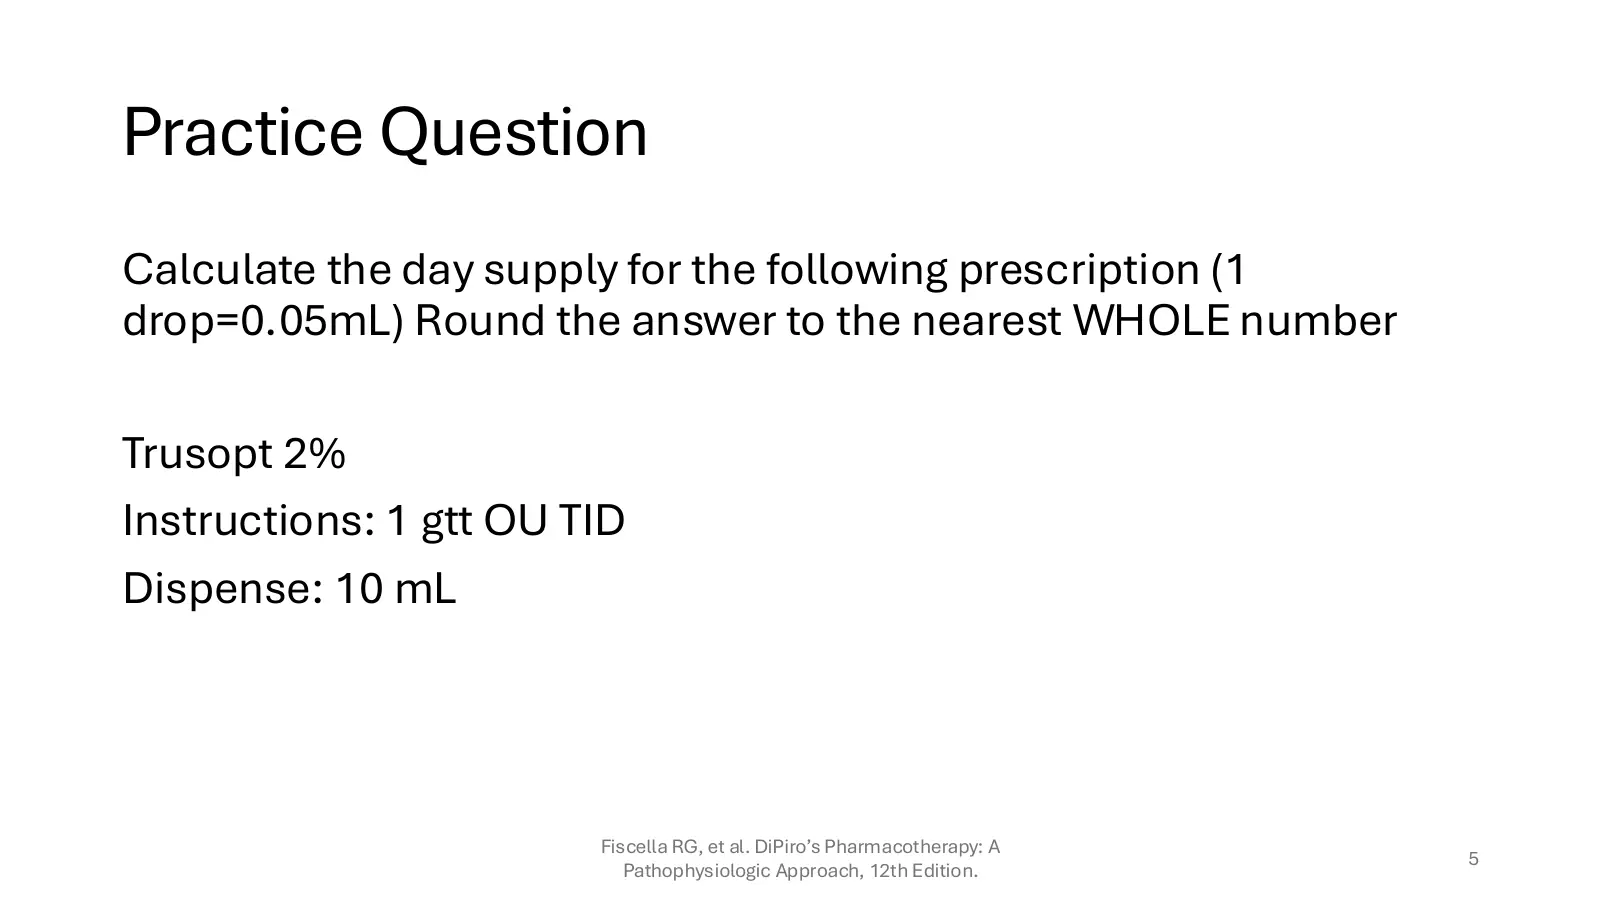 Practice Question
Calculate the day supply for the following prescription (1
drop=0.05mL) Round the answer to the nearest WHOLE number
Trusopt 2%
Instructions: 1 gtt OU TID
Dispense: 10 mL
Fiscella RG, et al. DiPiro’s Pharmacotherapy: A
Pathophysiologic Approach, 12th Edition.
5